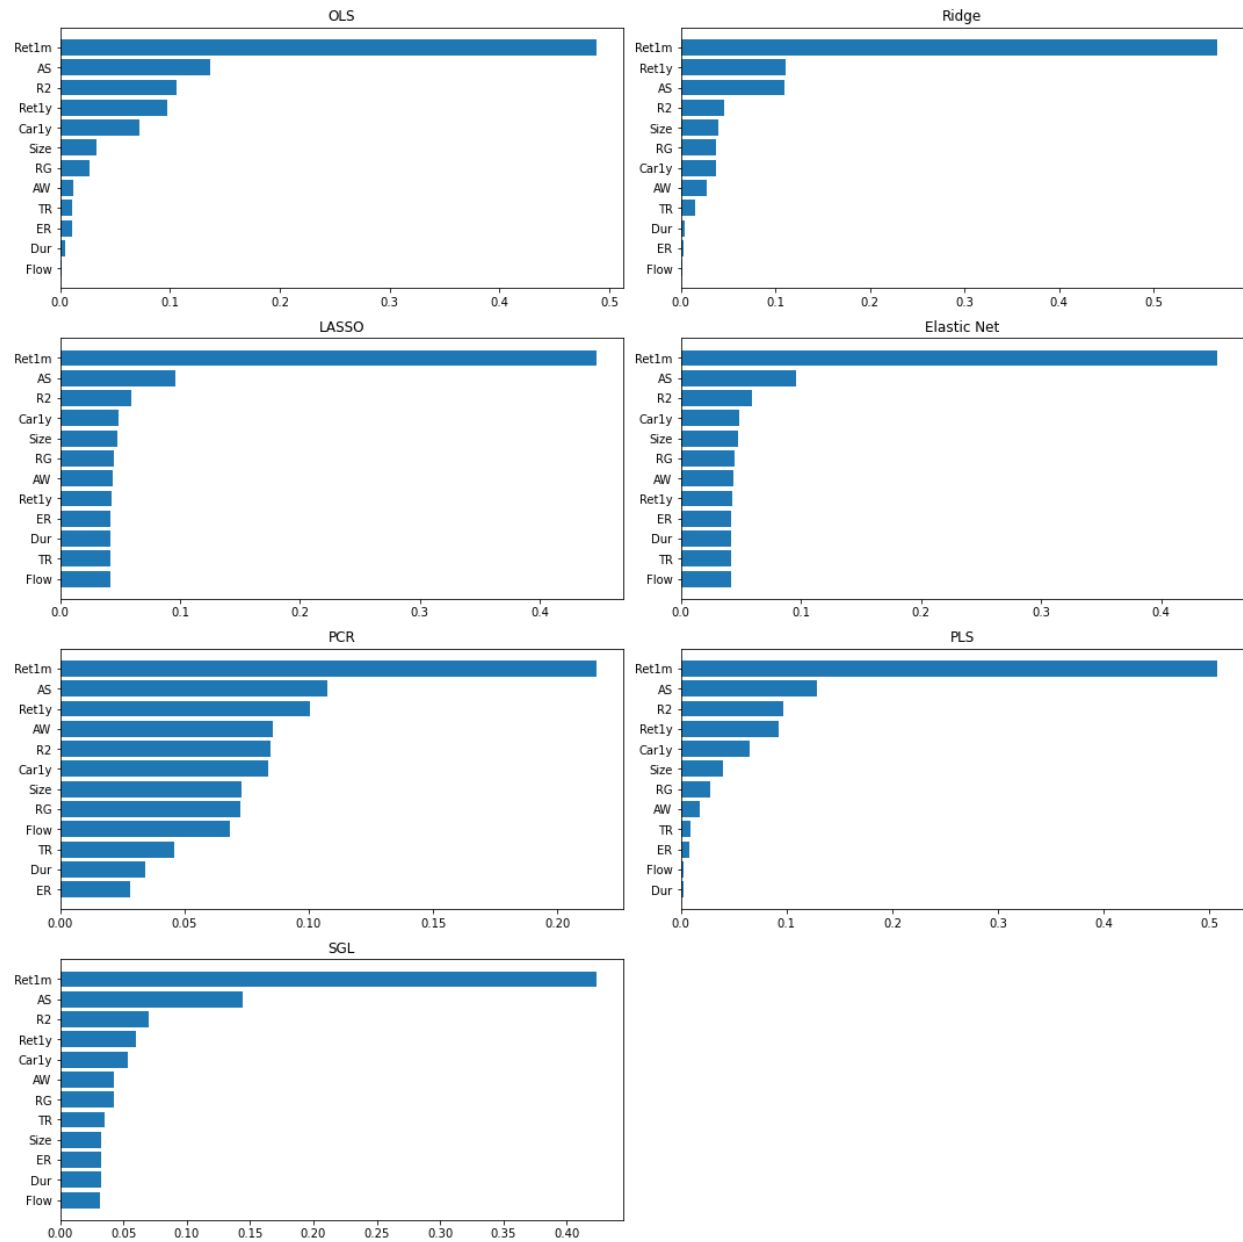 OLS
Ret1m
AS
R2
Ret1y
Car1y
Size
RG
AW
TR
ER
Dur
Flow
0.0 0.1 0.2 0.3 0.4 0.5
Ridge
Ret1m
Ret1y
AS
R2
Size
RG
Car1y
AW
TR
Dur
ER
Flow
0.0 0.1 0.2 0.3 0.4 0.5
LASSO
Ret1m
AS
R2
Car1y
Size
RG
AW
Ret1y
ER
Dur
TR
Flow
0.0 0.1 0.2 0.3 0.4
Elastic Net
Ret1m
AS
R2
Car1y
Size
RG
AW
Ret1y
ER
Dur
TR
Flow
0.0 0.1 0.2 0.3 0.4
PCR
Ret1m
AS
Ret1y
AW
R2
Car1y
Size
RG
Flow
TR
Dur
ER
0.00 0.05 0.10 0.15 0.20
PLS
Ret1m
AS
R2
Ret1y
Car1y
Size
RG
AW
TR
ER
Flow
Dur
0.0 0.1 0.2 0.3 0.4 0.5
SGL
Ret1m
AS
R2
Ret1y
Car1y
AW
RG
TR
Size
ER
Dur
Flow
0.00 0.05 0.10 0.15 0.20 0.25 0.30 0.35 0.40